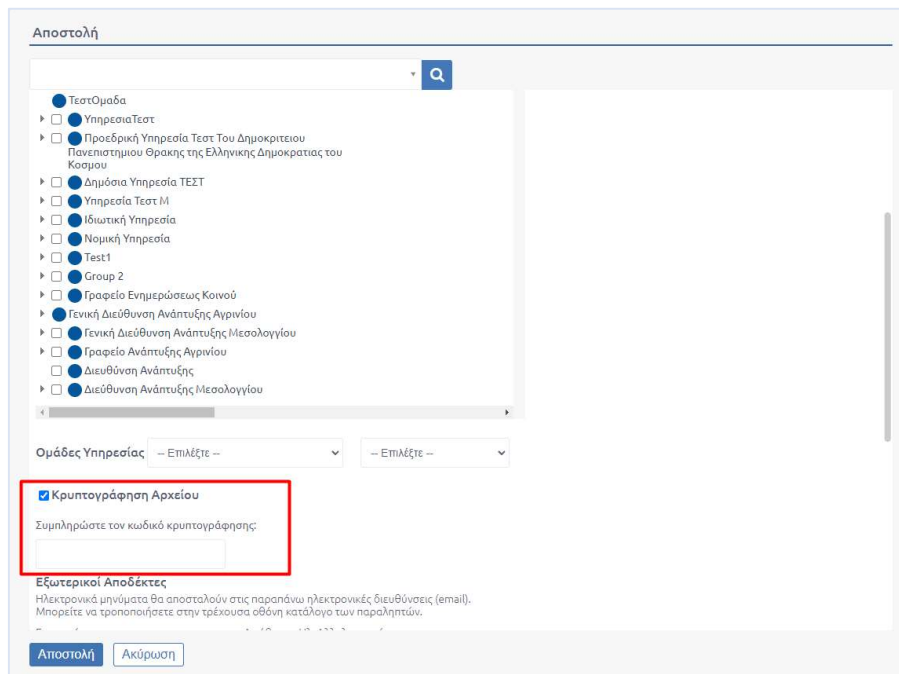 Αποστολή
ΤεστΟμαδα
ΥπηρεσιαΤεστ
Προεδρική Υπηρεσία Τεστ Του Δημοκριτειου
Πανεπιστημιου Θρακης της Ελληνικης Δημοκρατιας του
Κοσμου
Δημόσια Υπηρεσία ΤΕΣΤ
Υπηρεσία Τεστ Μ
Ιδιωτική Υπηρεσία
Νομική Υπηρεσία
Test1
Group 2
Γραφείο Ενημερώσεως Κοινού
Γενική Διεύθυνση Ανάπτυξης Αγρινίου
Γενική Διεύθυνση Ανάπτυξης Μεσολογγίου
Γραφείο Ανάπτυξης Αγρινίου
Διευθύνση Ανάπτυξης
Διεύθυνση Ανάπτυξης Μεσολογγίου
Ομάδες Υπηρεσίας -- Επιλέξτε -- -- Επιλέξτε --
Κρυπτογράφηση Αρχείου
Συμπληρώστε τον κωδικό κρυπτογράφησης:
Εξωτερικοί Αποδέκτες
Ηλεκτρονικά μηνύματα θα αποσταλούν στις παραπάνω ηλεκτρονικές διευθύνσεις (email).
Μπορείτε να τροποποιήσετε στην τρέχουσα οθόνη κατάλογο των παραληπτών.
Αποστολή Ακύρωση